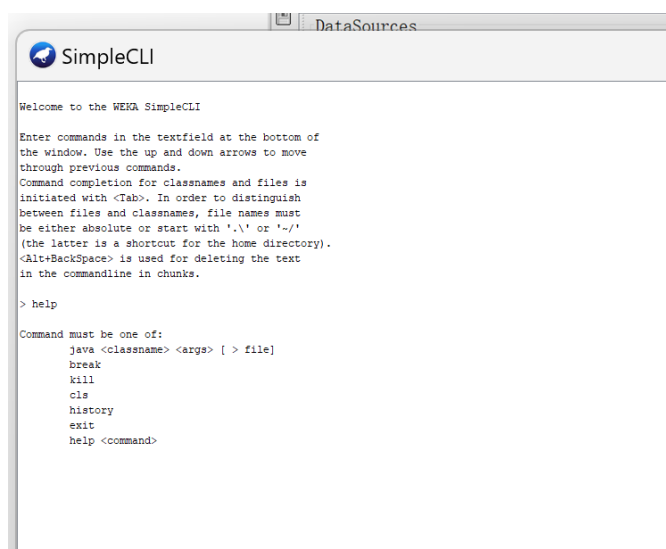 DataSources
SimpleCLI
Welcome to the WEKA SimpleCLI
Enter commands in the textfield at the bottom of
the window. Use the up and down arrows to move
through previous commands.
Command completion for classnames and files is
initiated with <Tab>. In order to distinguish
between files and classnames, file names must
be either absolute or start with '.\' or '~/'
(the latter is a shortcut for the home directory).
<Alt+BackSpace> is used for deleting the text
in the commandline in chunks.
> help
Command must be one of:
java <classname> <args> [ > file]
break
kill
cls
history
exit
help <command>